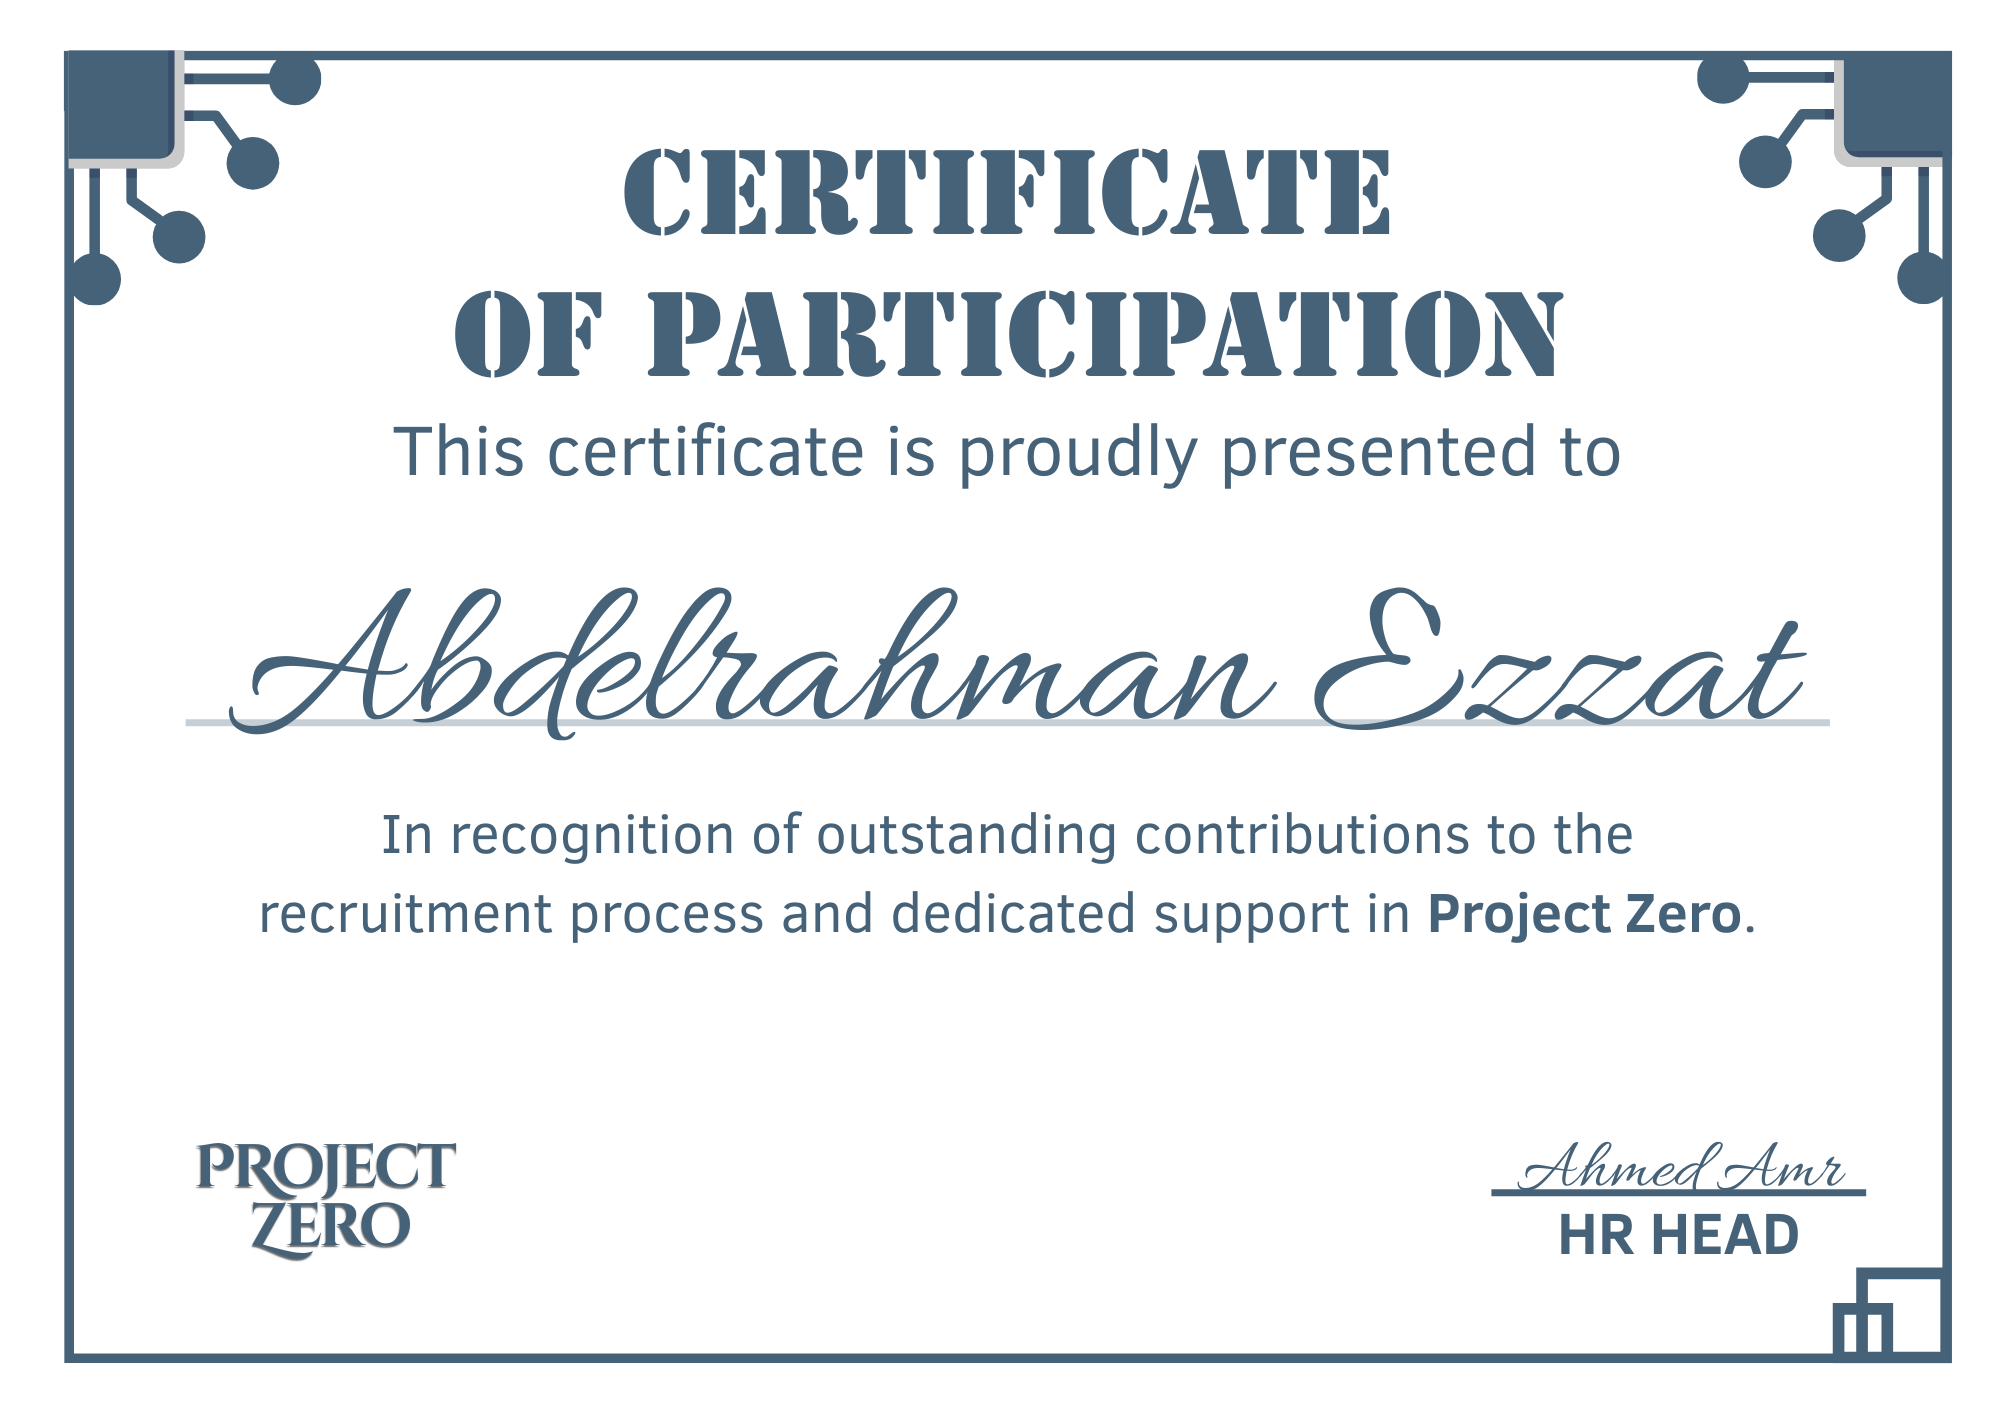 CERTIFICATE
OF PARTICIPATION
This certificate is proudly presented to
Abdelrahman Ezzat
In recognition of outstanding contributions to the
recruitment process and dedicated support in Project Zero.
PROJECT
ZERO
Ahmed Amr
HR HEAD